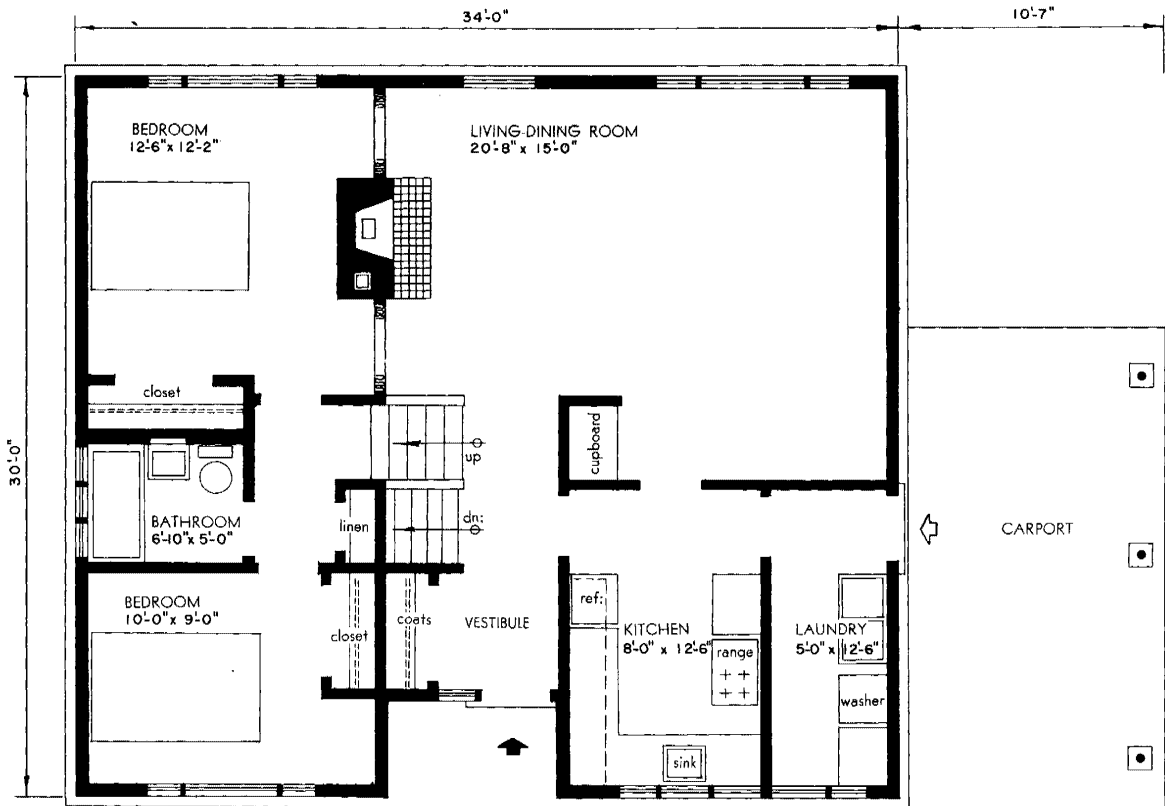 34'-0"
10'-7"
BEDROOM
12'-6" x 12'-2"
LIVING-DINING ROOM
20'-8" x 15'-0"
closet
30'-0"
up
cupboard
BATHROOM
6'-10" x 5'-0"
linen
dn:
CARPORT
BEDROOM
10'-0" x 9'-0"
closet
coats
VESTIBULE
ref:
KITCHEN
8'-0" x 12'-6"
range
LAUNDRY
5'-0" x 12'-6"
washer
sink